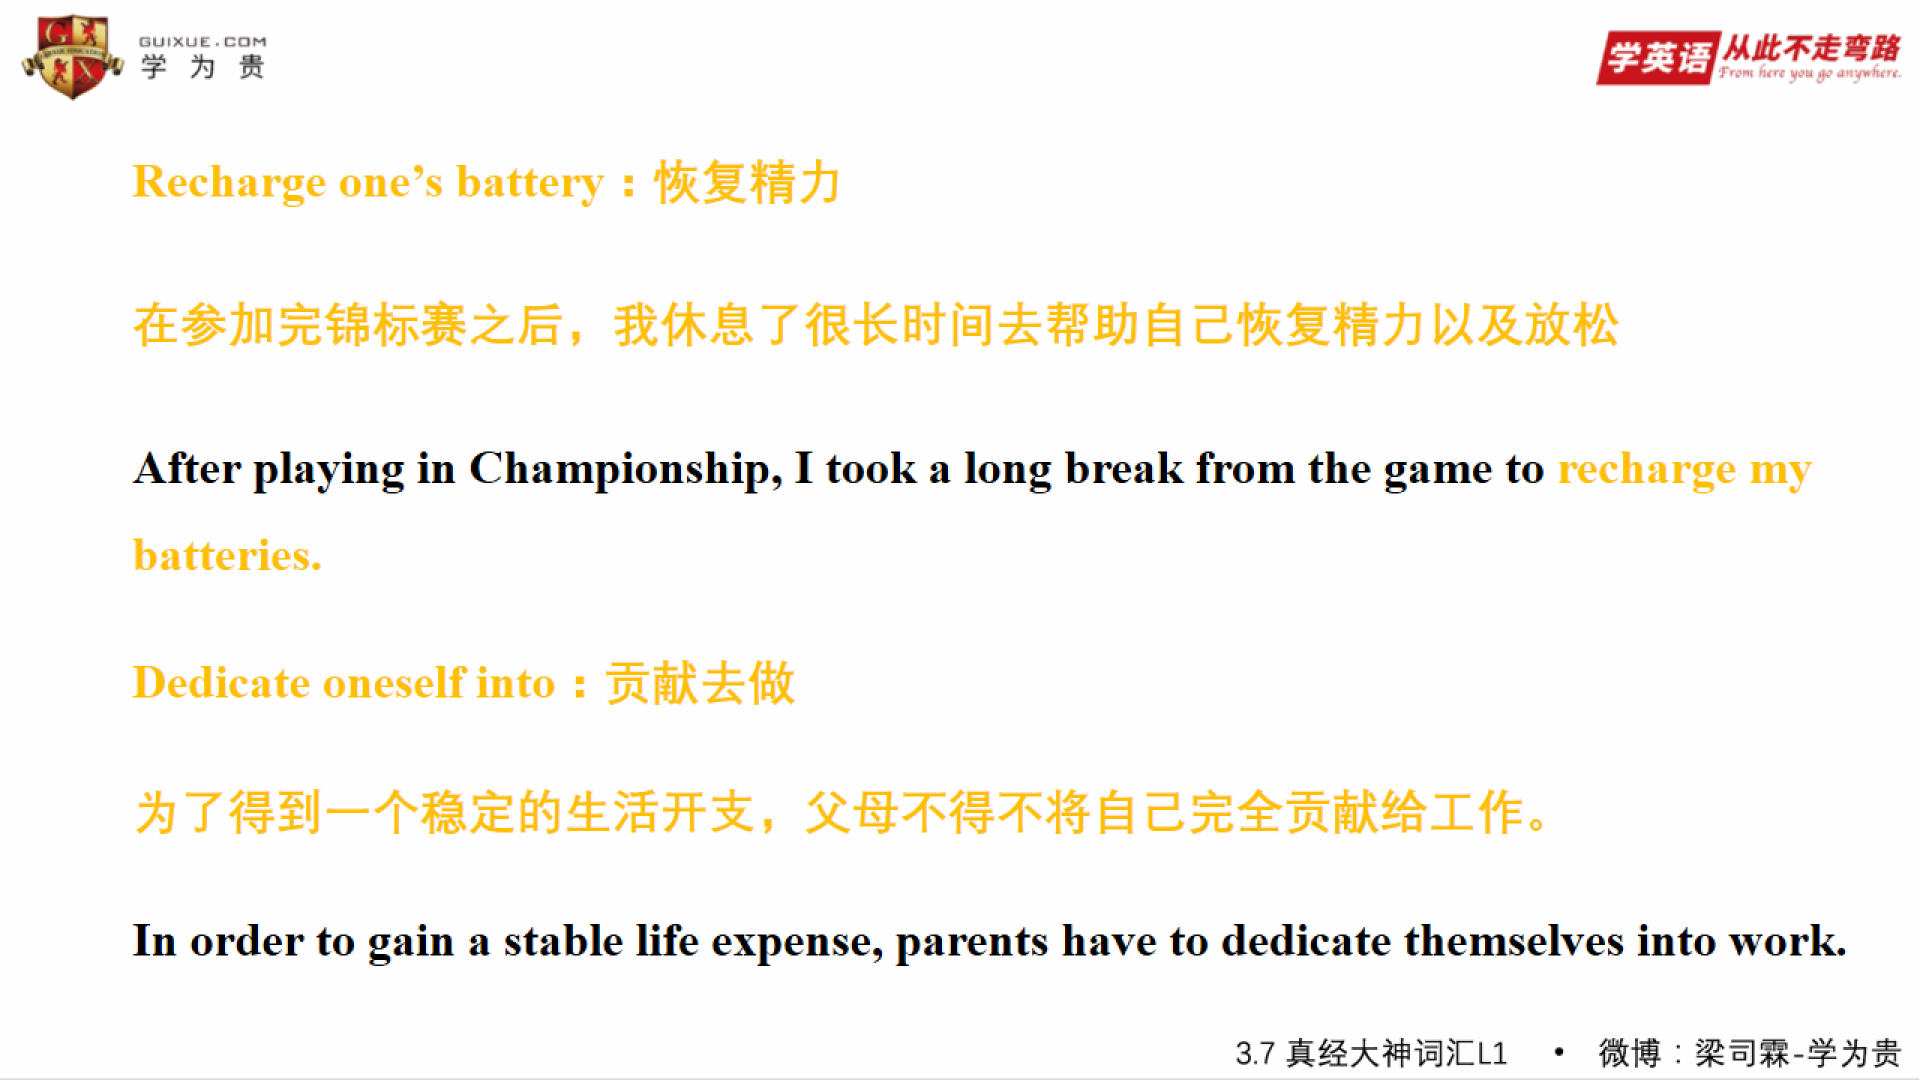 GUIXUE.COM
学为贵
学英语 从此不走弯路
From here you go anywhere.
Recharge one’s battery：恢复精力
在参加完锦标赛之后，我休息了很长时间去帮助自己恢复精力以及放松
After playing in Championship, I took a long break from the game to recharge my
batteries.
Dedicate oneself into：贡献去做
为了得到一个稳定的生活开支，父母不得不将自己完全贡献给工作。
In order to gain a stable life expense, parents have to dedicate themselves into work.
3.7 真经大神词汇L1 • 微博：梁司霖-学为贵